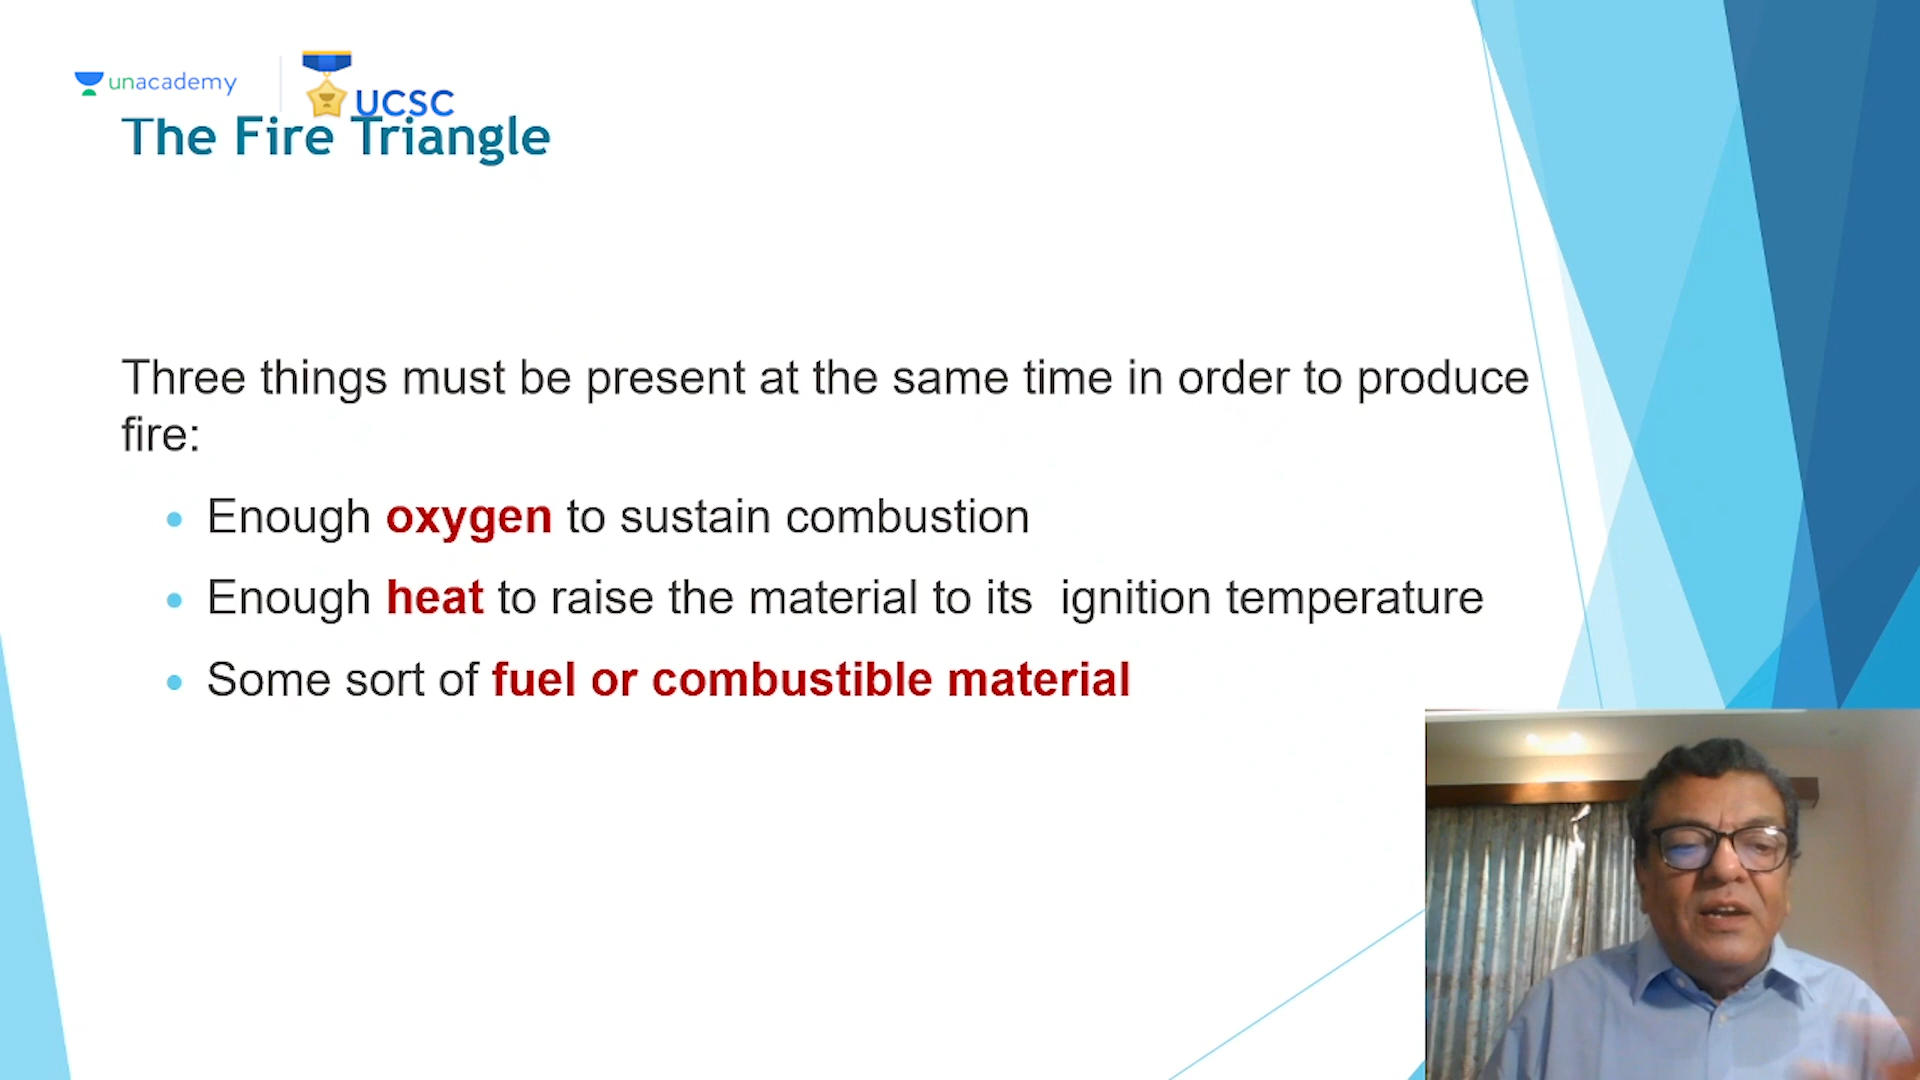 unacademy
UCSC
The Fire Triangle
Three things must be present at the same time in order to produce
fire:
• Enough oxygen to sustain combustion
• Enough heat to raise the material to its ignition temperature
• Some sort of fuel or combustible material